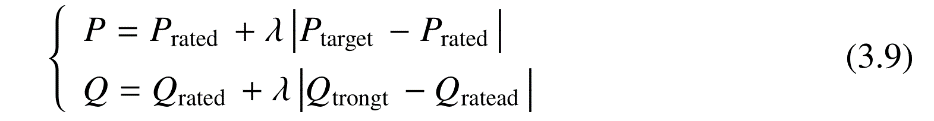 P = P_rated + λ |P_target − P_rated|
Q = Q_rated + λ |Q_trongt − Q_ratead|
(3.9)